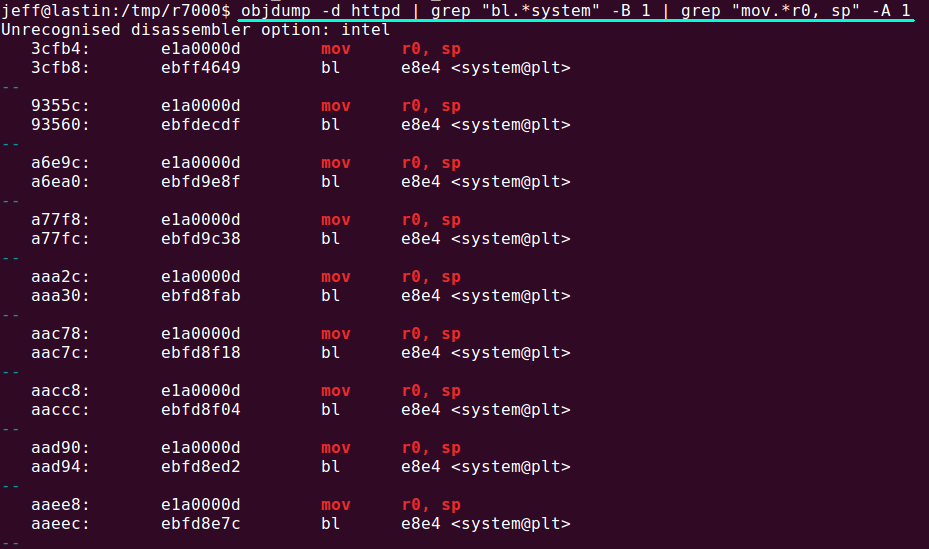 jeff@lastin:/tmp/r7000$ objdump -d httpd | grep "bl.*system" -B 1 | grep "mov.*r0, sp" -A 1
Unrecognised disassembler option: intel
3cfb4: e1a0000d mov r0, sp
3cfb8: ebff4649 bl e8e4 <system@plt>
--
9355c: e1a0000d mov r0, sp
93560: ebfdecdf bl e8e4 <system@plt>
--
a6e9c: e1a0000d mov r0, sp
a6ea0: ebfd9e8f bl e8e4 <system@plt>
--
a77f8: e1a0000d mov r0, sp
a77fc: ebfd9c38 bl e8e4 <system@plt>
--
aaa2c: e1a0000d mov r0, sp
aaa30: ebfd8fab bl e8e4 <system@plt>
--
aac78: e1a0000d mov r0, sp
aac7c: ebfd8f18 bl e8e4 <system@plt>
--
aacc8: e1a0000d mov r0, sp
aaccc: ebfd8f04 bl e8e4 <system@plt>
--
aad90: e1a0000d mov r0, sp
aad94: ebfd8ed2 bl e8e4 <system@plt>
--
aaee8: e1a0000d mov r0, sp
aaeec: ebfd8e7c bl e8e4 <system@plt>
--